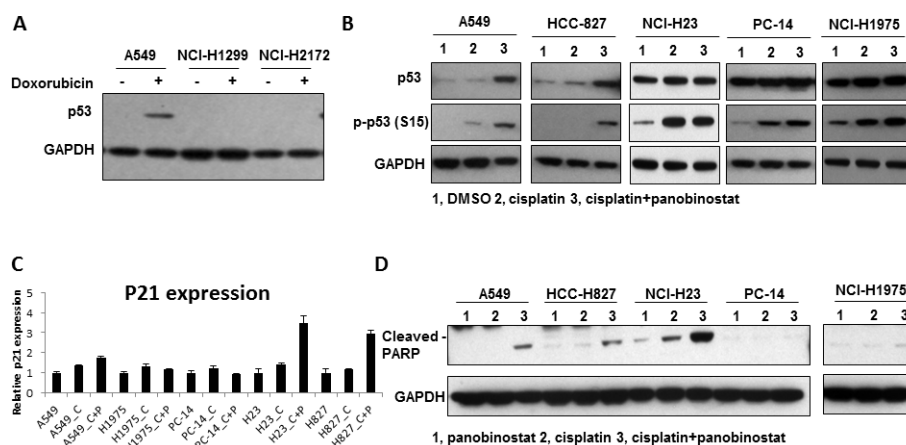 A
A549 NCI-H1299 NCI-H2172
Doxorubicin - + - + - +
p53
GAPDH
B
A549 HCC-827 NCI-H23 PC-14 NCI-H1975
1 2 3 1 2 3 1 2 3 1 2 3 1 2 3
p53
p-p53 (S15)
GAPDH
1, DMSO 2, cisplatin 3, cisplatin+panobinostat
C
P21 expression
Relative p21 expression
5
4
3
2
1
0
A549
A549_C
A549_C+P
H1975
H1975_C
H1975_C+P
PC-14
PC-14_C
PC-14_C+P
H23
H23_C
H23_C+P
H827
H827_C
H827_C+P
D
A549 HCC-H827 NCI-H23 PC-14 NCI-H1975
1 2 3 1 2 3 1 2 3 1 2 3 1 2 3
Cleaved -
PARP
GAPDH
1, panobinostat 2, cisplatin 3, cisplatin+panobinostat